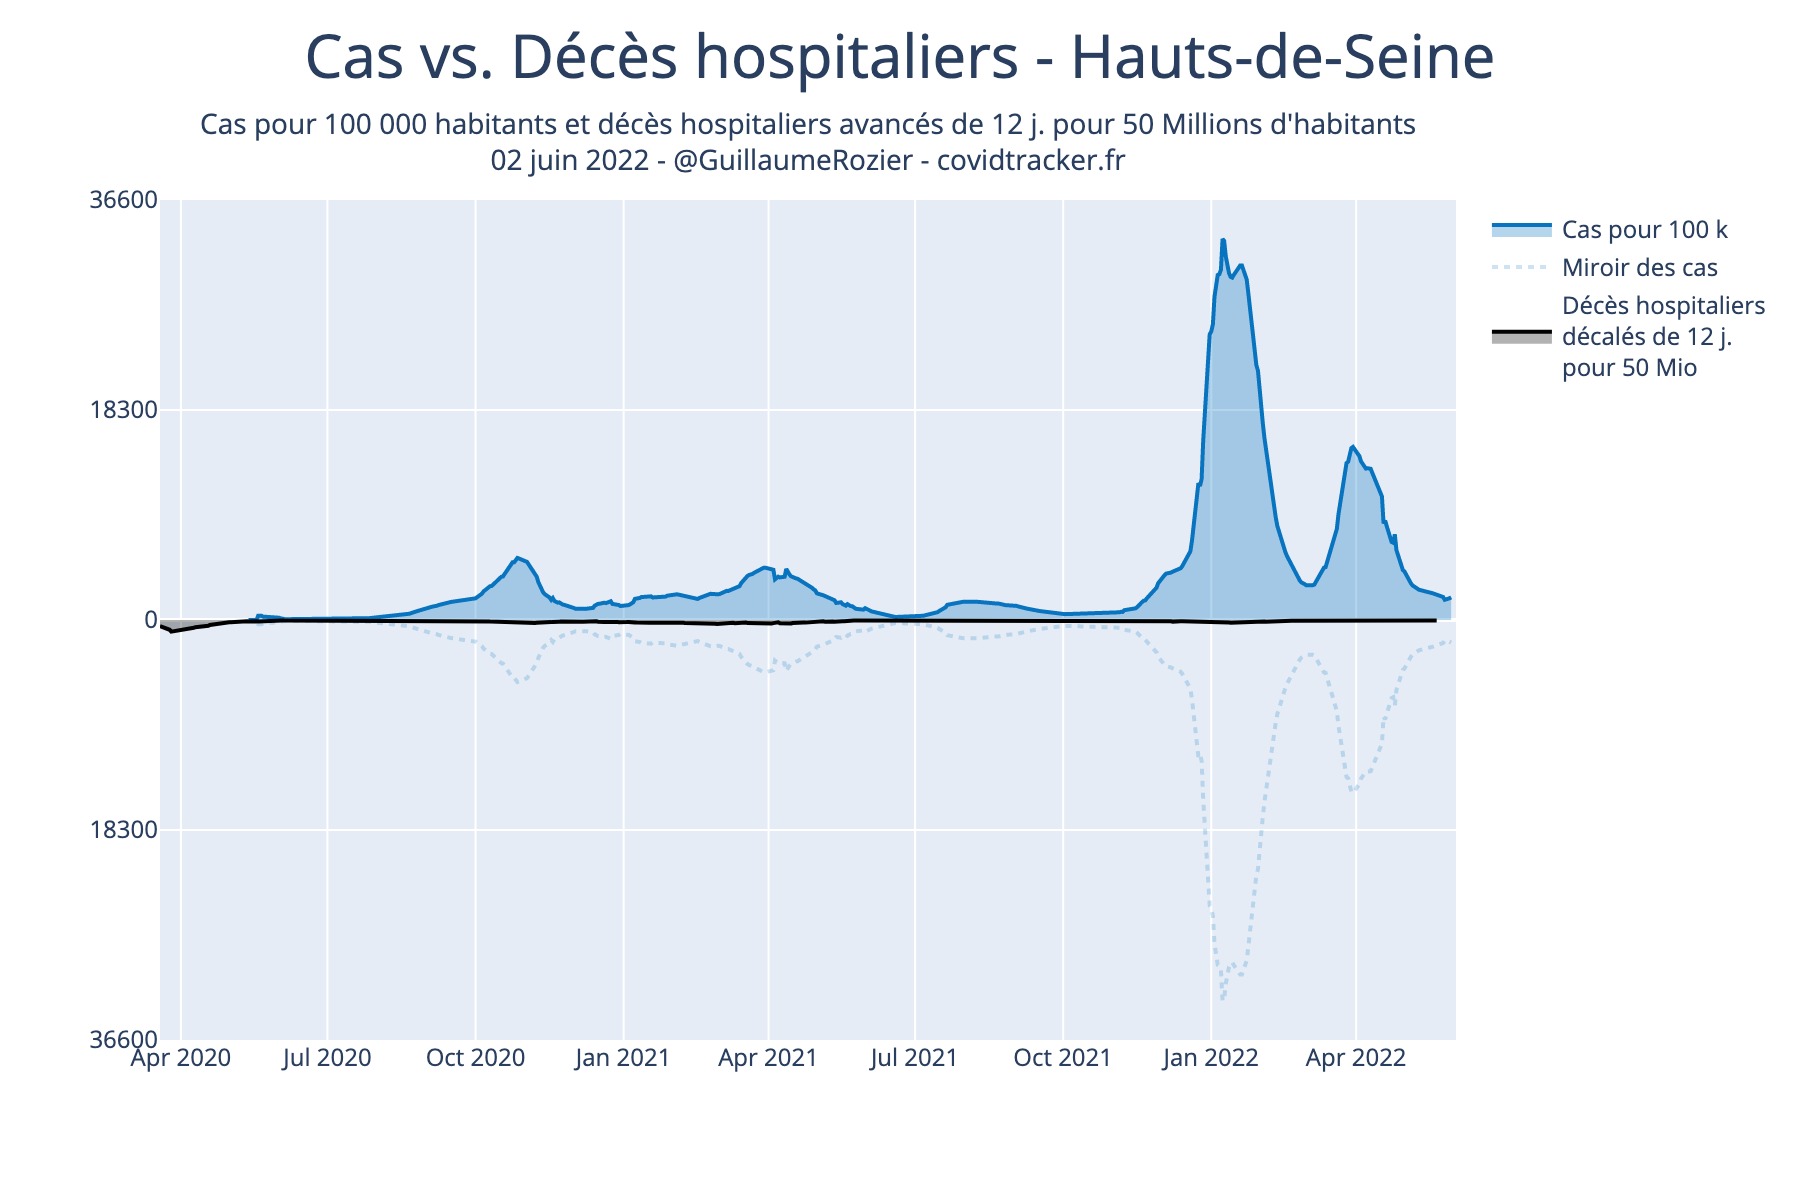 Cas vs. Décès hospitaliers - Hauts-de-Seine
Cas pour 100 000 habitants et décès hospitaliers avancés de 12 j. pour 50 Millions d'habitants
02 juin 2022 - @GuillaumeRozier - covidtracker.fr
36600
18300
0
18300
36600
Apr 2020
Jul 2020
Oct 2020
Jan 2021
Apr 2021
Jul 2021
Oct 2021
Jan 2022
Apr 2022
Cas pour 100 k
Miroir des cas
Décès hospitaliers
décalés de 12 j.
pour 50 Mio